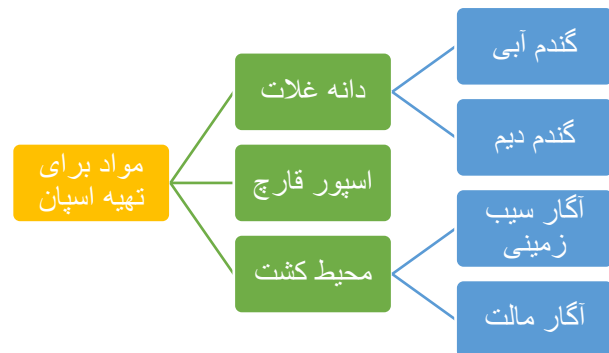 مواد برای
تهیه اسپان
دانه غلات
گندم آبی
گندم دیم
اسپور قارچ
محیط کشت
آگار سیب
زمینی
آگار مالت